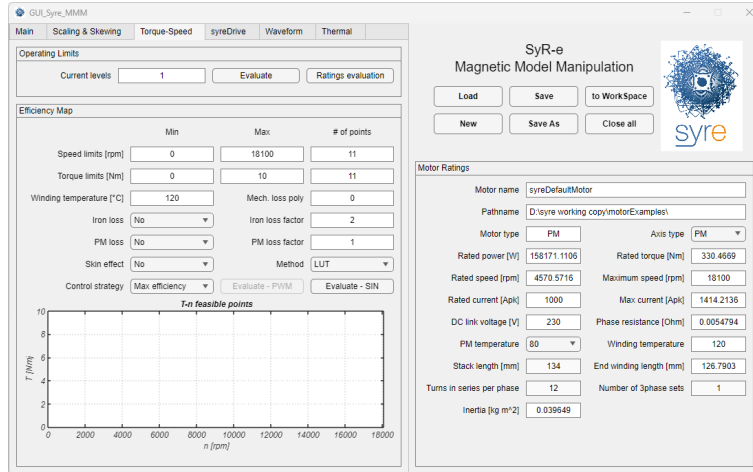 GUI_Syre_MMM
Main Scaling & Skewing Torque-Speed syreDrive Waveform Thermal
Operating Limits
Current levels 1 Evaluate Ratings evaluation
Efficiency Map
Min Max # of points
Speed limits [rpm] 0 18100 11
Torque limits [Nm] 0 10 11
Winding temperature [°C] 120 Mech. loss poly 0
Iron loss No Iron loss factor 2
PM loss No PM loss factor 1
Skin effect No Method LUT
Control strategy Max efficiency Evaluate - PWM Evaluate - SIN
T-n feasible points
10
8
6
4
2
0
T [Nm]
0 2000 4000 6000 8000 10000 12000 14000 16000 18000
n [rpm]
SyR-e
Magnetic Model Manipulation
Load Save to WorkSpace
New Save As Close all
syre
Motor Ratings
Motor name syreDefaultMotor
Pathname D:\syre working copy\motorExamples\
Motor type PM Axis type PM
Rated power [W] 158171.1106 Rated torque [Nm] 330.4669
Rated speed [rpm] 4570.5716 Maximum speed [rpm] 18100
Rated current [Apk] 1000 Max current [Apk] 1414.2136
DC link voltage [V] 230 Phase resistance [Ohm] 0.0054794
PM temperature 80 Winding temperature 120
Stack length [mm] 134 End winding length [mm] 126.7903
Turns in series per phase 12 Number of 3phase sets 1
Inertia [kg m^2] 0.039649